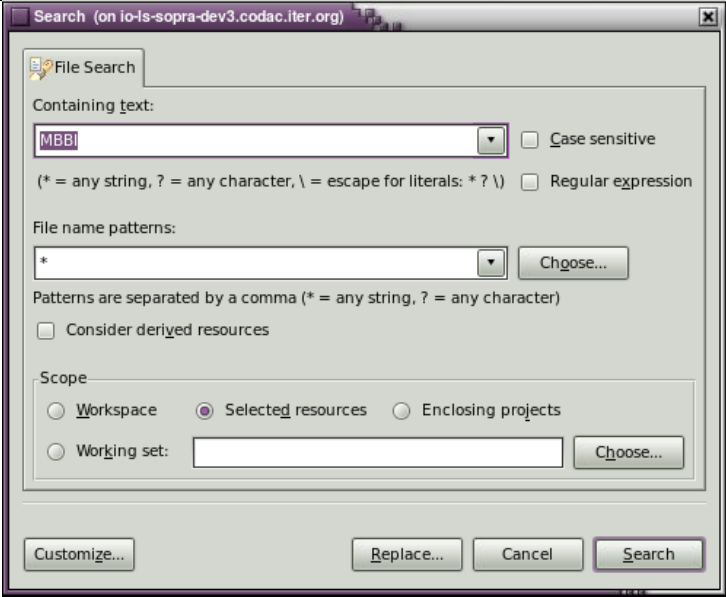 Search (on io-ls-sopra-dev3.codac.iter.org)
File Search
Containing text:
MBBI
Case sensitive
(* = any string, ? = any character, \ = escape for literals: * ? \)
Regular expression
File name patterns:
*
Choose...
Patterns are separated by a comma (* = any string, ? = any character)
Consider derived resources
Scope
Workspace
Selected resources
Enclosing projects
Working set:
Choose...
Customize...
Replace...
Cancel
Search